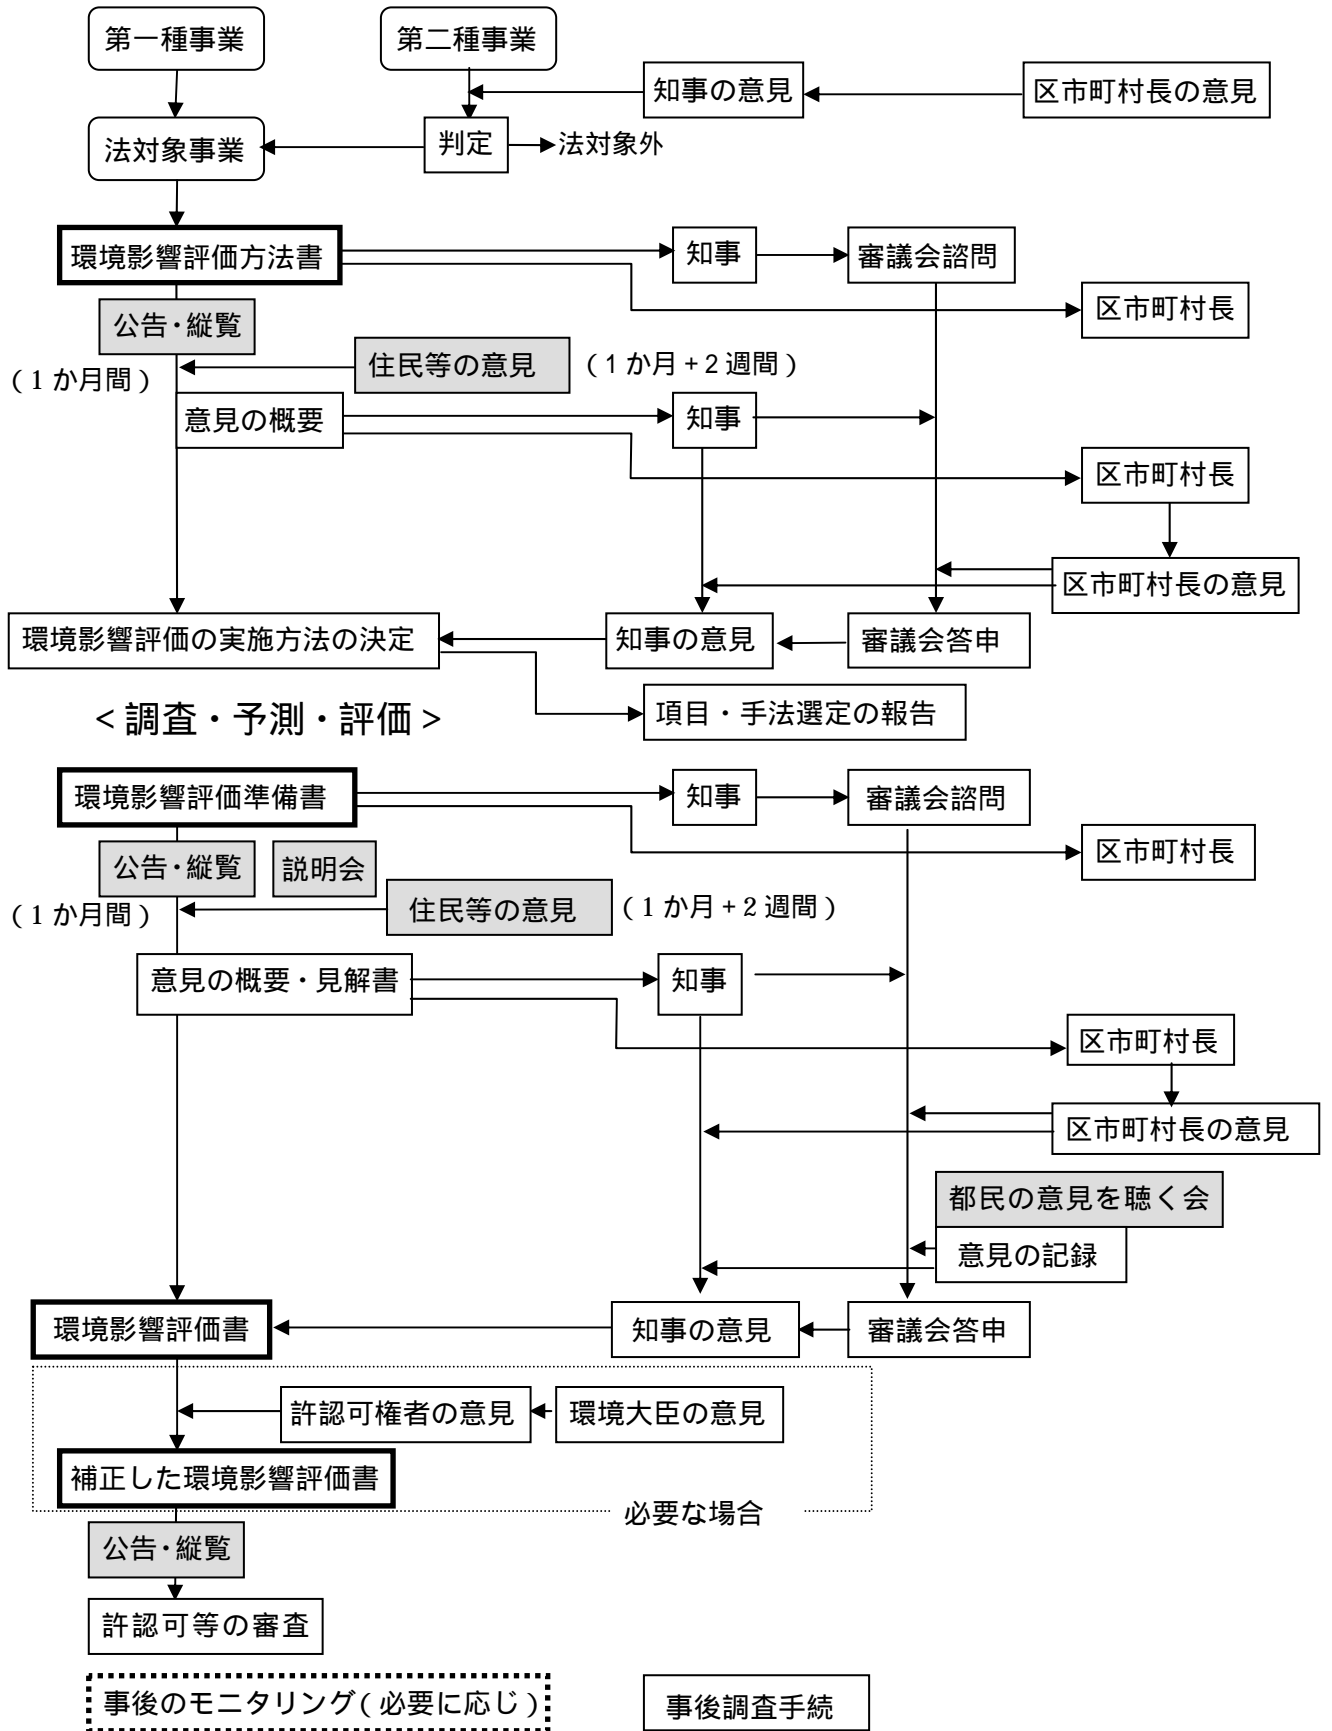 第一種事業
第二種事業
知事の意見
区市町村長の意見
法対象事業
判定
法対象外
環境影響評価方法書
知事
審議会諮問
公告・縦覧
区市町村長
(1か月間)
住民等の意見
(1か月+2週間)
意見の概要
知事
区市町村長
区市町村長の意見
環境影響評価の実施方法の決定
知事の意見
審議会答申
<調査・予測・評価>
項目・手法選定の報告
環境影響評価準備書
知事
審議会諮問
公告・縦覧
説明会
区市町村長
(1か月間)
住民等の意見
(1か月+2週間)
意見の概要・見解書
知事
区市町村長
区市町村長の意見
都民の意見を聴く会
意見の記録
環境影響評価書
知事の意見
審議会答申
許認可権者の意見
環境大臣の意見
補正した環境影響評価書
必要な場合
公告・縦覧
許認可等の審査
事後のモニタリング(必要に応じ)
事後調査手続